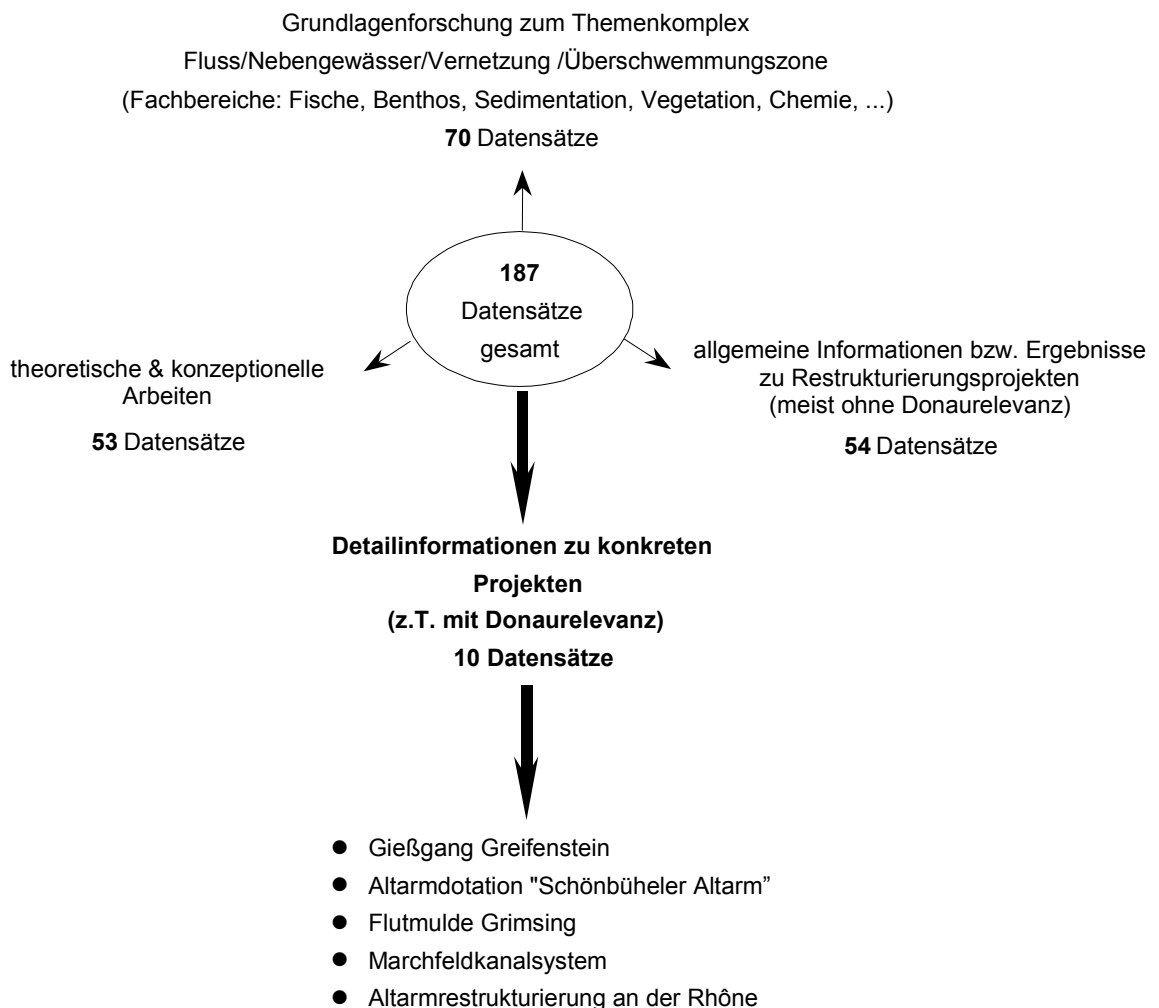 Grundlagenforschung zum Themenkomplex
Fluss/Nebengewässer/Vernetzung /Überschwemmungszone
(Fachbereiche: Fische, Benthos, Sedimentation, Vegetation, Chemie, ...)
70 Datensätze
187
Datensätze
gesamt
theoretische & konzeptionelle
Arbeiten
53 Datensätze
allgemeine Informationen bzw. Ergebnisse
zu Restrukturierungsprojekten
(meist ohne Donaurelevanz)
54 Datensätze
Detailinformationen zu konkreten
Projekten
(z.T. mit Donaurelevanz)
10 Datensätze
● Gießgang Greifenstein
● Altarmdotation "Schönbüheler Altarm”
● Flutmulde Grimsing
● Marchfeldkanalsystem
● Altarmrestrukturierung an der Rhône